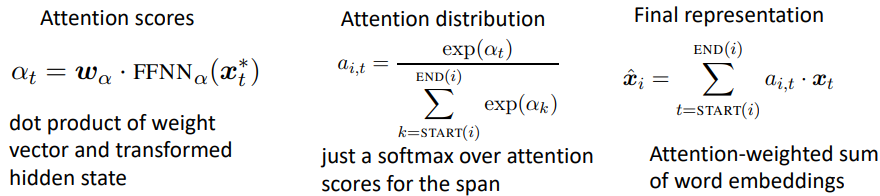 Attention scores
α_t = w_α · FFNN_α(x*_t)
dot product of weight
vector and transformed
hidden state
Attention distribution
a_{i,t} = exp(α_t) / ∑_{k=START(i)}^{END(i)} exp(α_k)
just a softmax over attention
scores for the span
Final representation
x̂_i = ∑_{t=START(i)}^{END(i)} a_{i,t} · x_t
Attention-weighted sum
of word embeddings